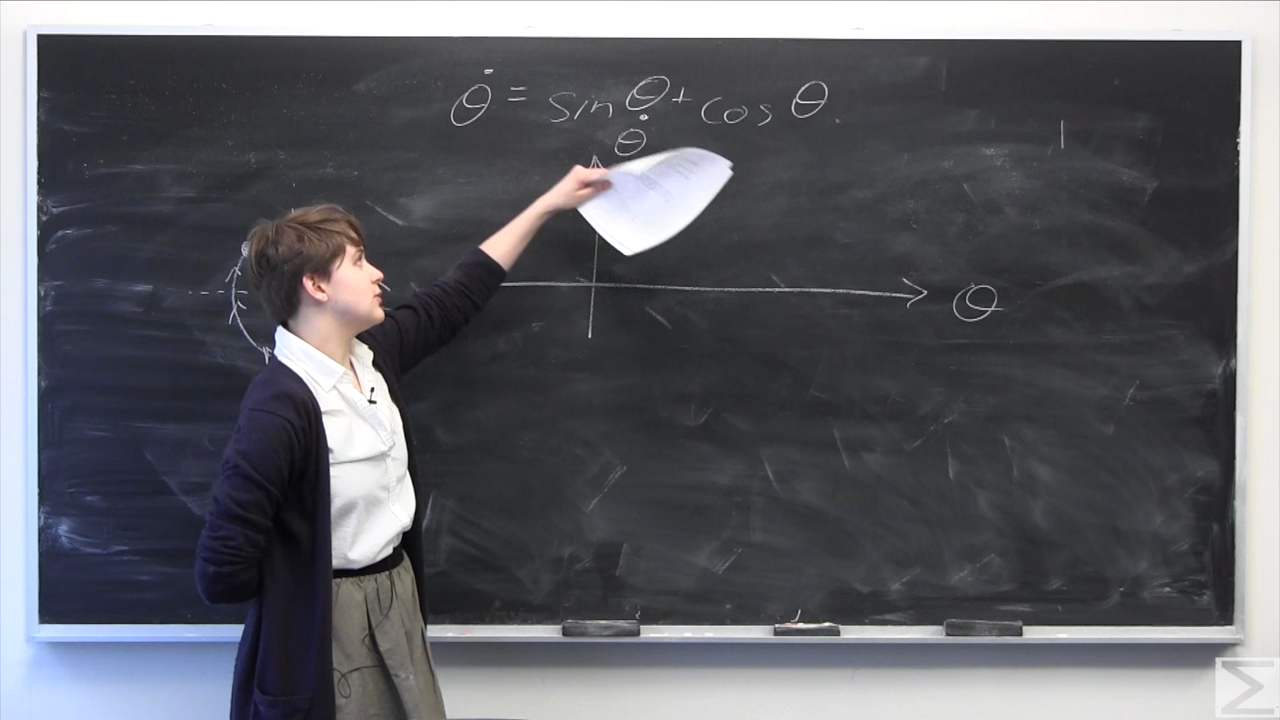 θ̇ = sin θ + cos θ.
θ̇
θ
Σ